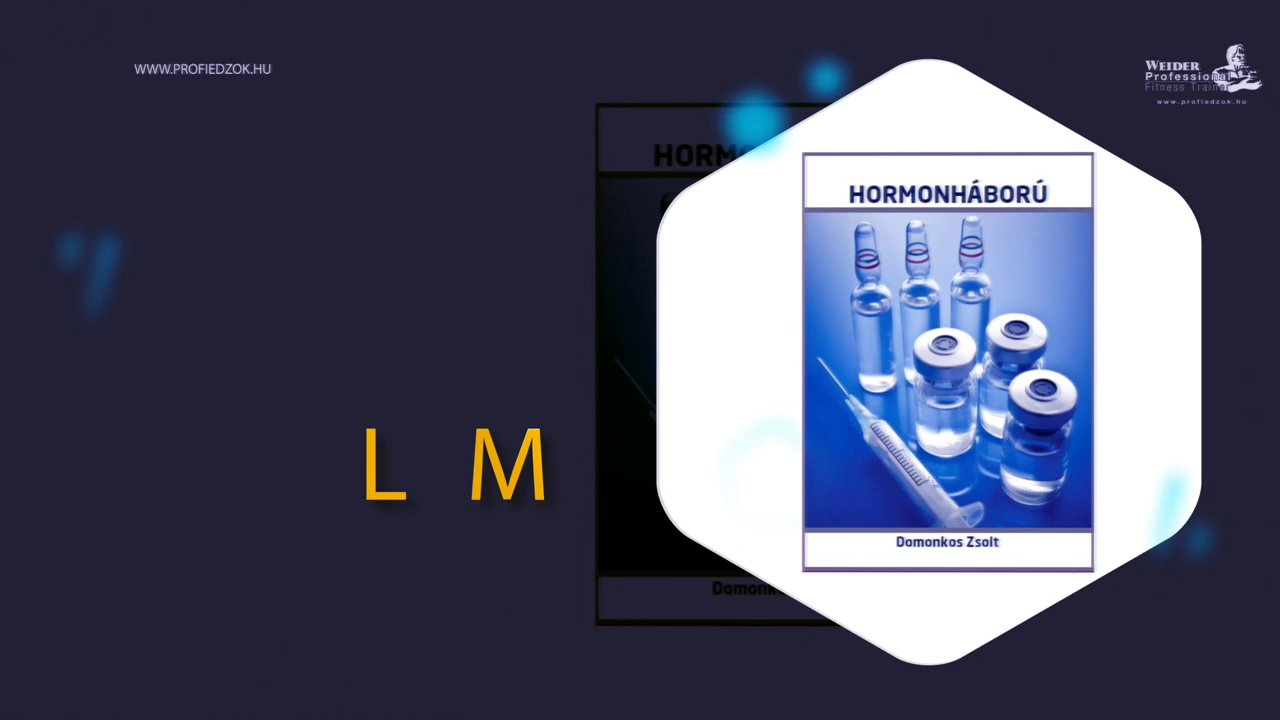 WWW.PROFIEDZOK.HU
WEIDER
Professional
Fitness Trainer
www.profiedzok.hu
HORMONHÁBORÚ
L M
Domonkos Zsolt